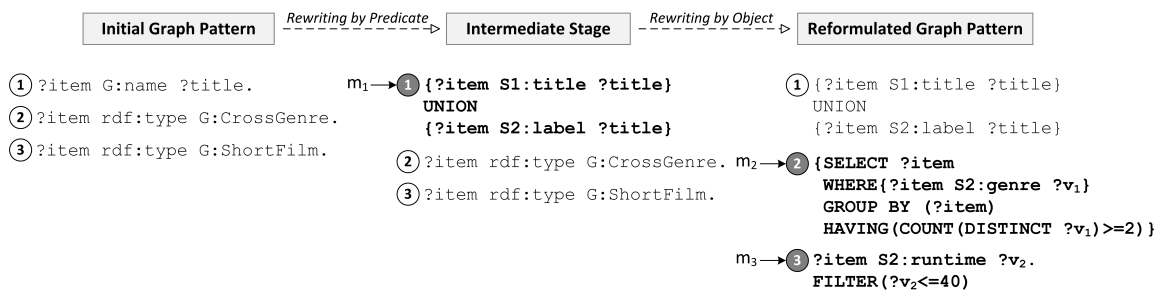 Initial Graph Pattern
Rewriting by Predicate
Intermediate Stage
Rewriting by Object
Reformulated Graph Pattern
1 ?item G:name ?title.
2 ?item rdf:type G:CrossGenre.
3 ?item rdf:type G:ShortFilm.
m₁ 1 {?item S1:title ?title}
UNION
{?item S2:label ?title}
2 ?item rdf:type G:CrossGenre.
3 ?item rdf:type G:ShortFilm.
1 {?item S1:title ?title}
UNION
{?item S2:label ?title}
m₂ 2 {SELECT ?item
WHERE{?item S2:genre ?v₁}
GROUP BY (?item)
HAVING(COUNT(DISTINCT ?v₁)>=2)}
m₃ 3 ?item S2:runtime ?v₂.
FILTER(?v₂<=40)